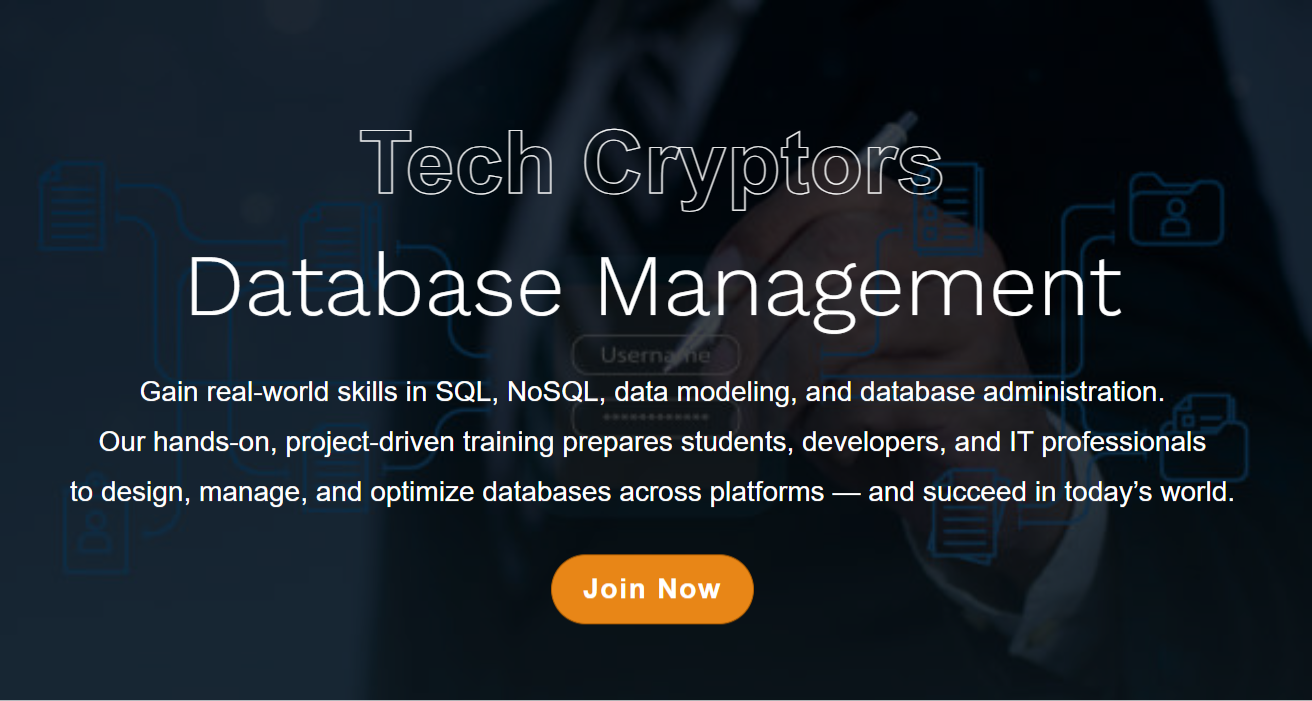 Tech Cryptors
Database Management
Username
Gain real-world skills in SQL, NoSQL, data modeling, and database administration.
Our hands-on, project-driven training prepares students, developers, and IT professionals
to design, manage, and optimize databases across platforms — and succeed in today’s world.
Join Now